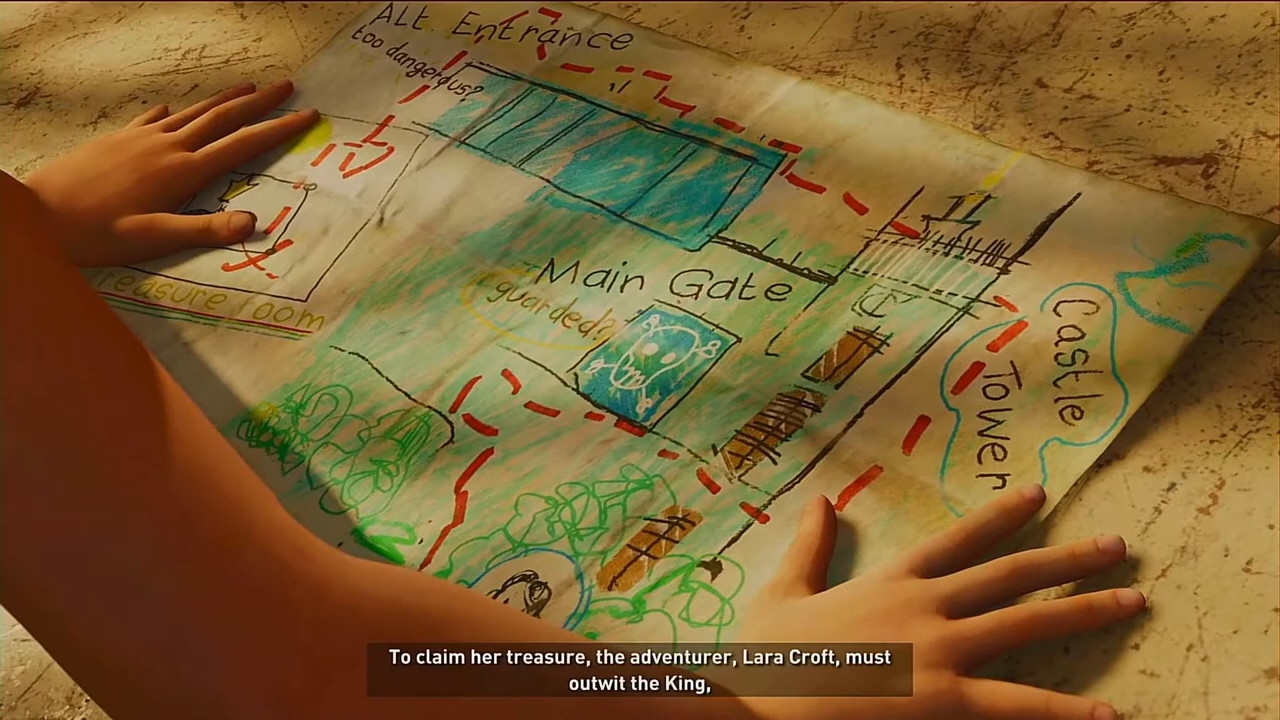 ALt. Entrance
too dangerous?
Main Gate
guarded?
Treasure room
Castle
Tower
To claim her treasure, the adventurer, Lara Croft, must
outwit the King,